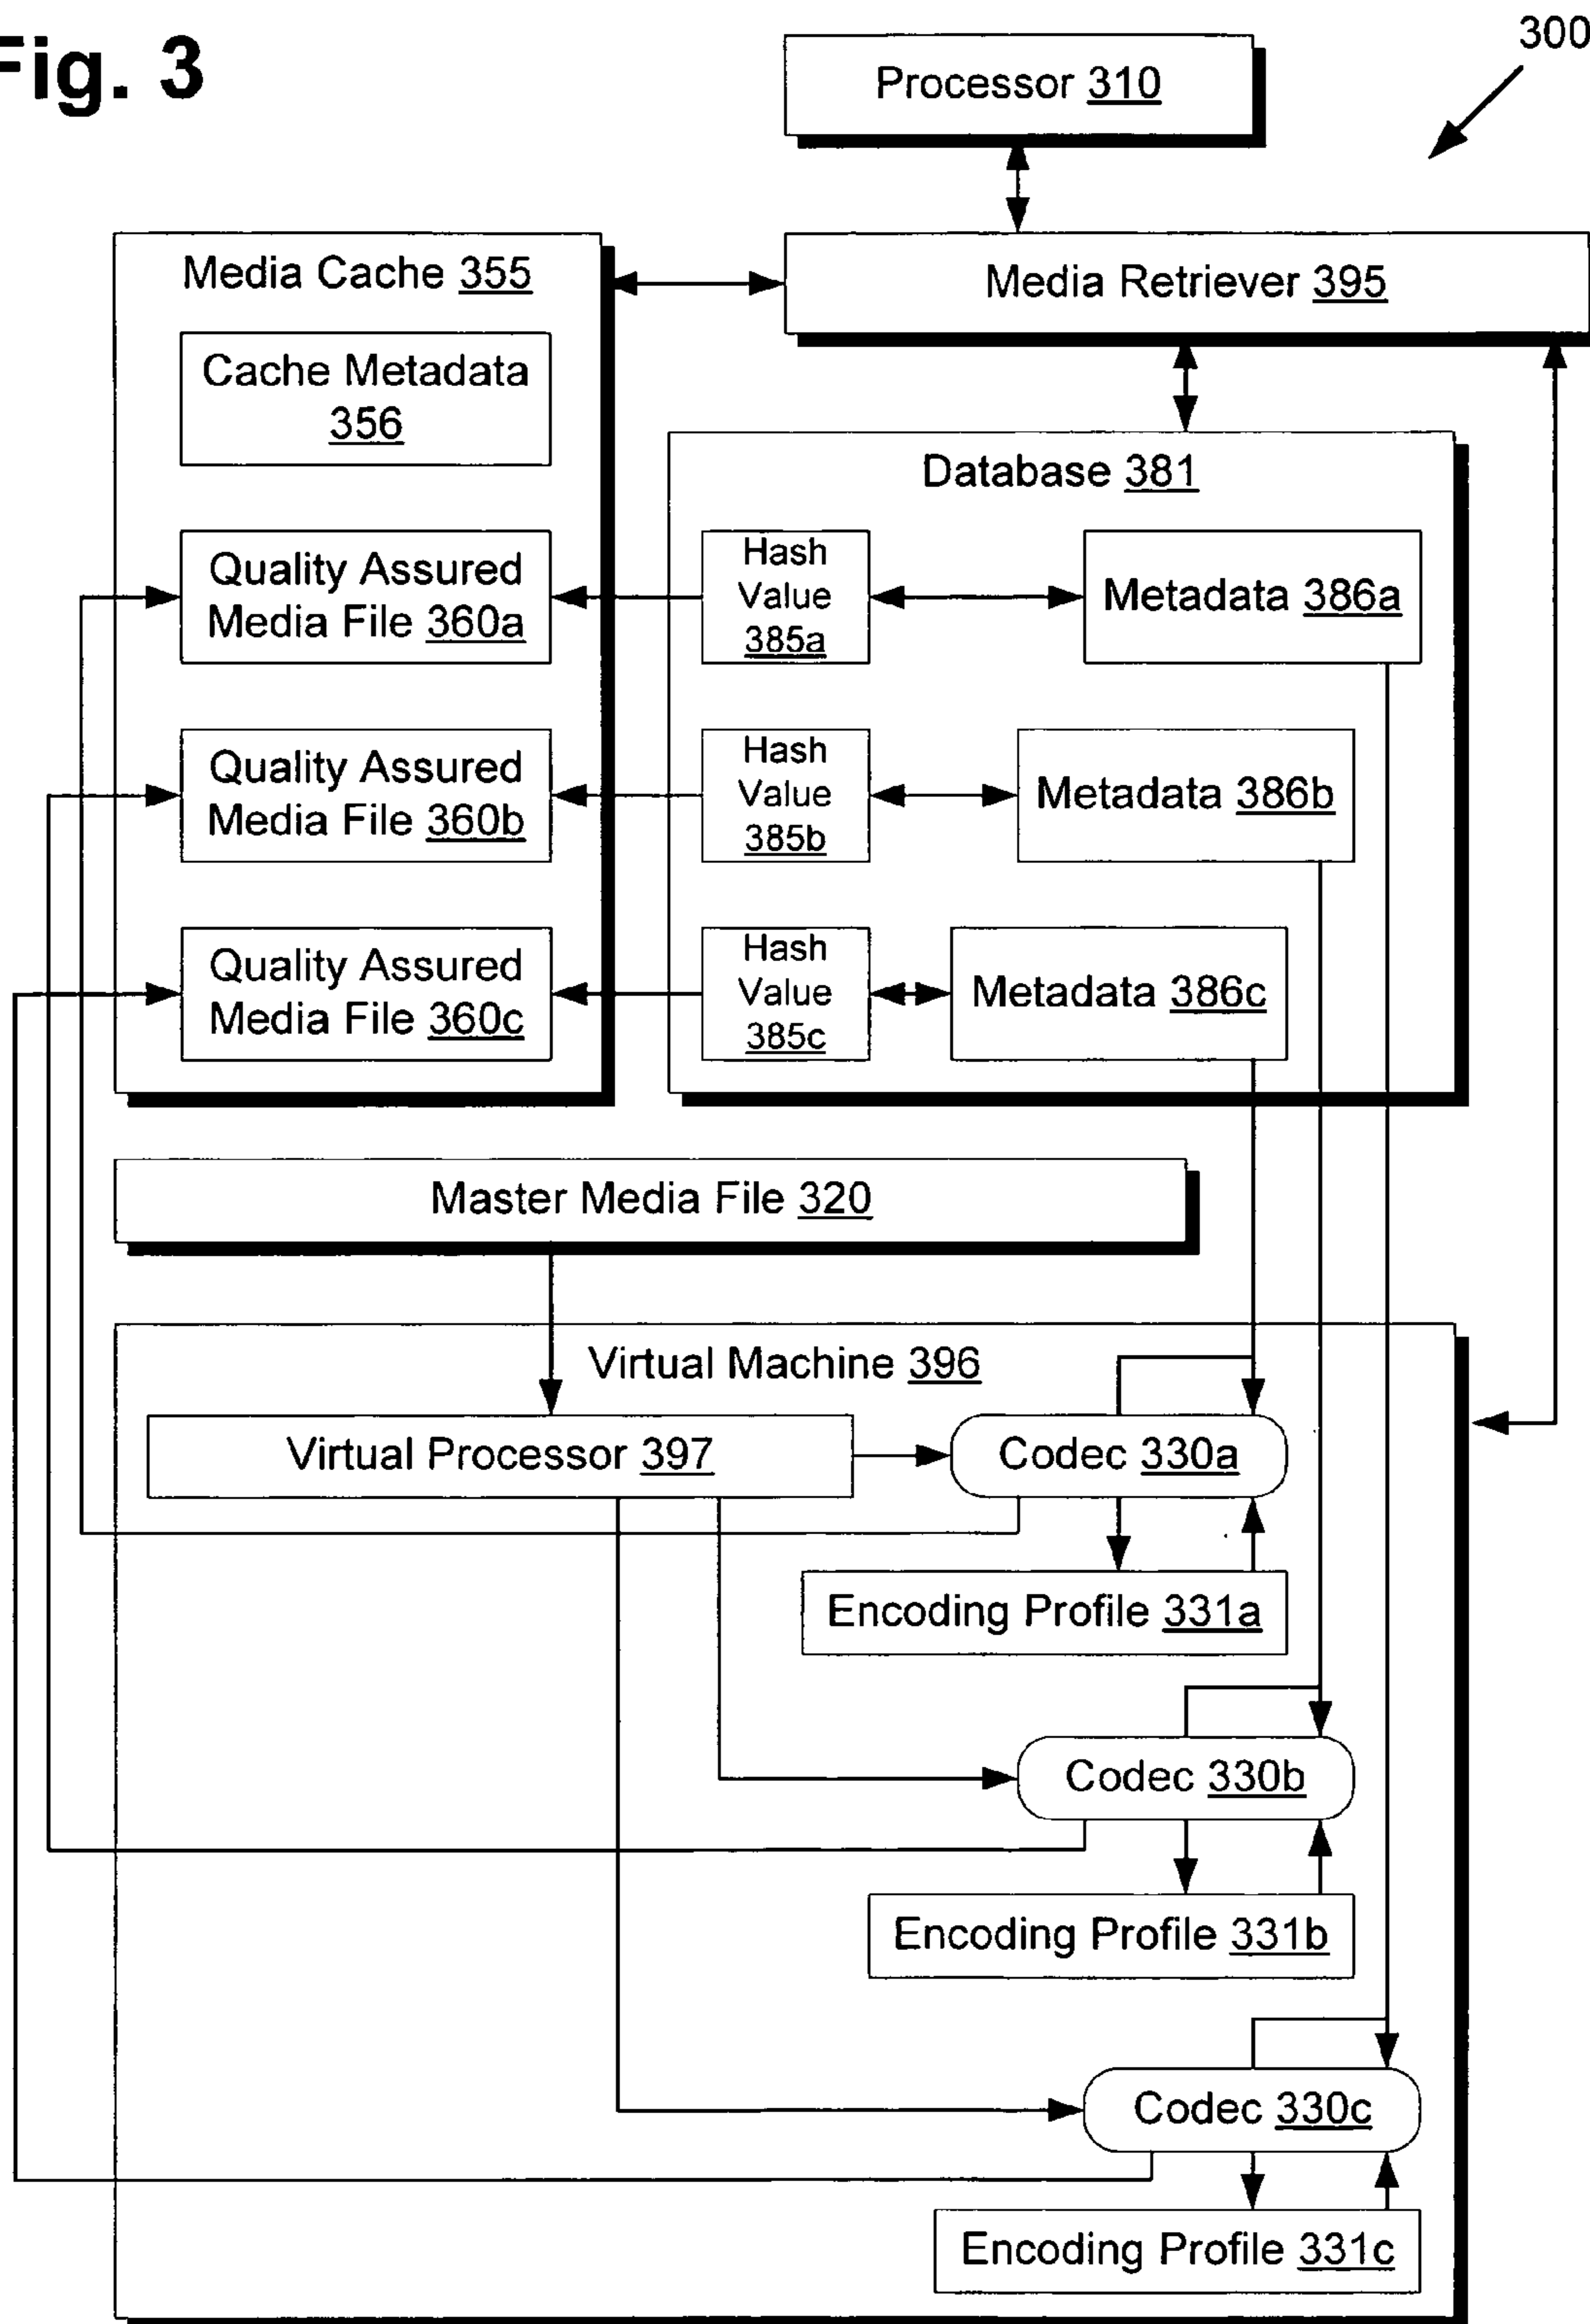 Fig. 3
300
Processor 310
Media Cache 355
Media Retriever 395
Cache Metadata
356
Database 381
Quality Assured
Media File 360a
Hash
Value
385a
Metadata 386a
Quality Assured
Media File 360b
Hash
Value
385b
Metadata 386b
Quality Assured
Media File 360c
Hash
Value
385c
Metadata 386c
Master Media File 320
Virtual Machine 396
Virtual Processor 397
Codec 330a
Encoding Profile 331a
Codec 330b
Encoding Profile 331b
Codec 330c
Encoding Profile 331c